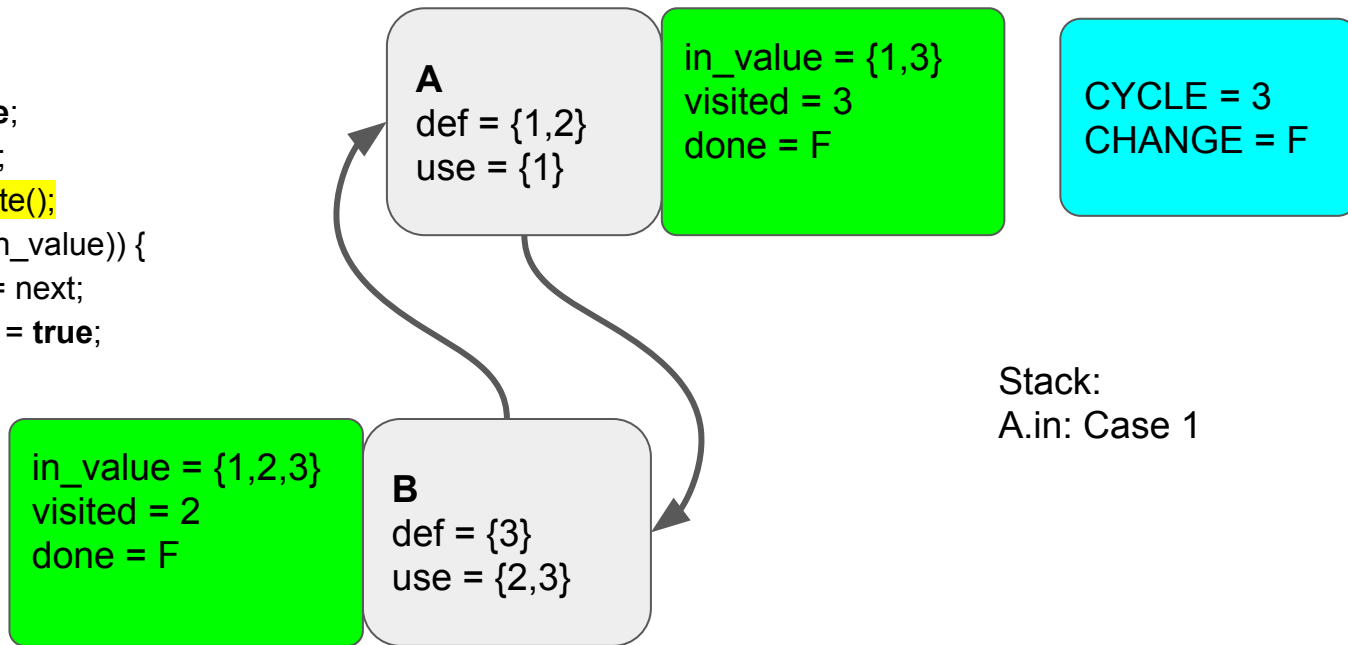 e;
;
te();
n_value)) {
= next;
= true;
A
def = {1,2}
use = {1}
in_value = {1,3}
visited = 3
done = F
CYCLE = 3
CHANGE = F
Stack:
A.in: Case 1
in_value = {1,2,3}
visited = 2
done = F
B
def = {3}
use = {2,3}